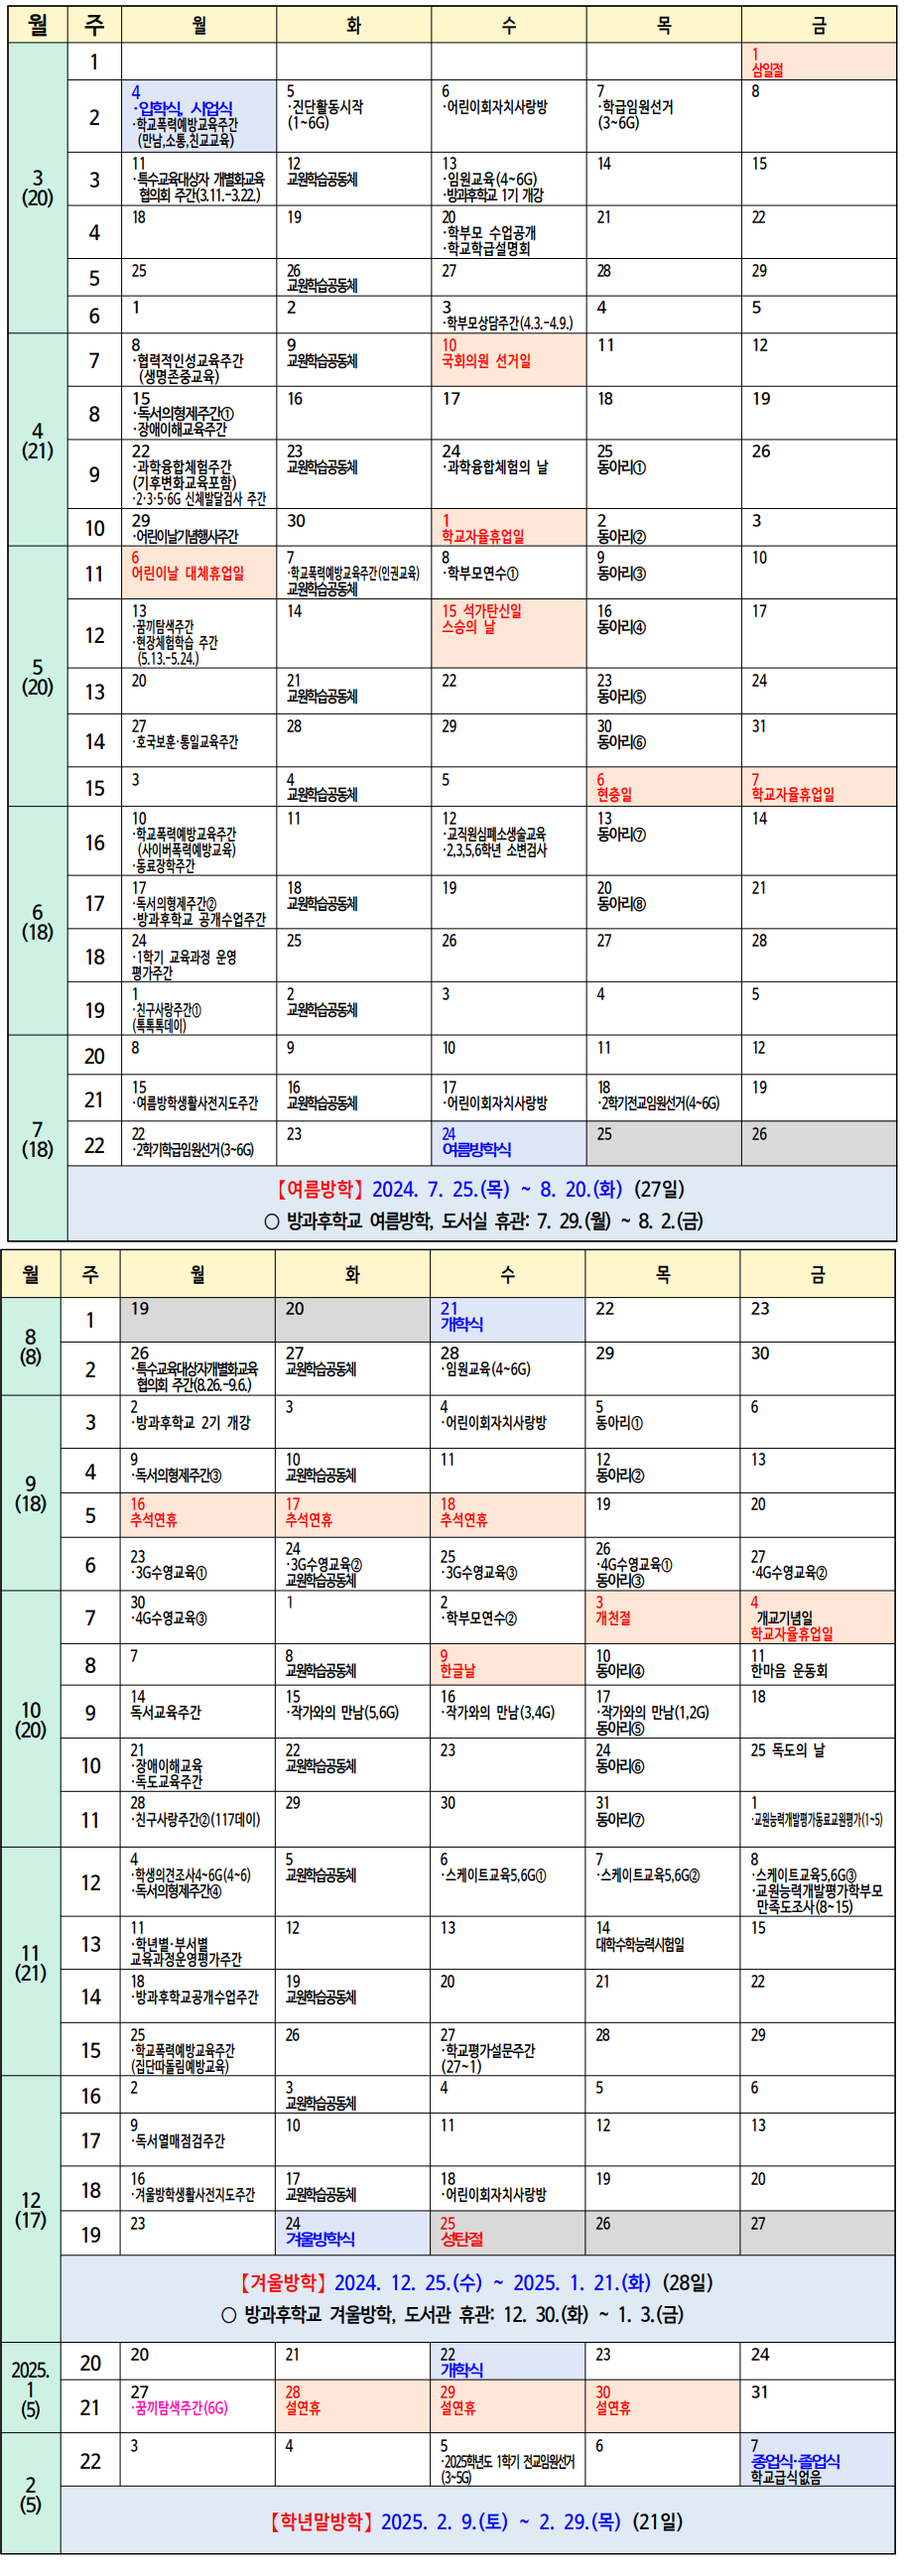 월 주 월 화 수 목 금
3
(20)
1
1
삼일절
2
4
·입학식, 시업식
·학교폭력예방교육주간
(만남,소통,친교교육)
5
·진단활동시작
(1~6G)
6
·어린이회자치사랑방
7
·학급임원선거
(3~6G)
8
3
11
·특수교육대상자 개별화교육
협의회 주간(3.11.-3.22.)
12
교원학습공동체
13
·임원교육(4~6G)
·방과후학교 1기 개강
14
15
4
18
19
20
·학부모 수업공개
·학교학급설명회
21
22
5
25
26
교원학습공동체
27
28
29
6
1
2
3
·학부모상담주간(4.3.-4.9.)
4
5
4
(21)
7
8
·협력적인성교육주간
(생명존중교육)
9
교원학습공동체
10
국회의원 선거일
11
12
8
15
·독서의형제주간①
·장애이해교육주간
16
17
18
19
9
22
·과학융합체험주간
(기후변화교육포함)
·2·3·5·6G 신체발달검사 주간
23
교원학습공동체
24
·과학융합체험의 날
25
동아리①
26
10
29
·어린이날기념행사주간
30
1
학교자율휴업일
2
동아리②
3
5
(20)
11
6
어린이날 대체휴업일
7
·학교폭력예방교육주간(인권교육)
교원학습공동체
8
·학부모연수①
9
동아리③
10
12
13
·꿈끼탐색주간
·현장체험학습 주간
(5.13.-5.24.)
14
15 석가탄신일
스승의 날
16
동아리④
17
13
20
21
교원학습공동체
22
23
동아리⑤
24
14
27
·호국보훈·통일교육주간
28
29
30
동아리⑥
31
15
3
4
교원학습공동체
5
6
현충일
7
학교자율휴업일
6
(18)
16
10
·학교폭력예방교육주간
(사이버폭력예방교육)
·동료장학주간
11
12
·교직원심폐소생술교육
·2,3,5,6학년 소변검사
13
동아리⑦
14
17
17
·독서의형제주간②
·방과후학교 공개수업주간
18
교원학습공동체
19
20
동아리⑧
21
18
24
·1학기 교육과정 운영
평가주간
25
26
27
28
19
1
·친구사랑주간①
(톡톡톡데이)
2
교원학습공동체
3
4
5
7
(18)
20
8
9
10
11
12
21
15
·여름방학생활사전지도주간
16
교원학습공동체
17
·어린이회자치사랑방
18
·2학기전교임원선거(4~6G)
19
22
22
·2학기학급임원선거(3~6G)
23
24
여름방학식
25
26
【여름방학】 2024. 7. 25.(목) ~ 8. 20.(화) (27일)
○ 방과후학교 여름방학, 도서실 휴관: 7. 29.(월) ~ 8. 2.(금)
월 주 월 화 수 목 금
8
(8)
1
19
20
21
개학식
22
23
2
26
·특수교육대상자개별화교육
협의회 주간(8.26.-9.6.)
27
교원학습공동체
28
·임원교육(4~6G)
29
30
9
(18)
3
2
·방과후학교 2기 개강
3
4
·어린이회자치사랑방
5
동아리①
6
4
9
·독서의형제주간③
10
교원학습공동체
11
12
동아리②
13
5
16
추석연휴
17
추석연휴
18
추석연휴
19
20
6
23
·3G수영교육①
24
·3G수영교육②
교원학습공동체
25
·3G수영교육③
26
·4G수영교육①
동아리③
27
·4G수영교육②
10
(20)
7
30
·4G수영교육③
1
2
·학부모연수②
3
개천절
4
개교기념일
학교자율휴업일
8
7
8
교원학습공동체
9
한글날
10
동아리④
11
한마음 운동회
9
14
독서교육주간
15
·작가와의 만남(5,6G)
16
·작가와의 만남(3,4G)
17
·작가와의 만남(1,2G)
동아리⑤
18
10
21
·장애이해교육
·독도교육주간
22
교원학습공동체
23
24
동아리⑥
25 독도의 날
11
28
·친구사랑주간②(117데이)
29
30
31
동아리⑦
1
·교원능력개발평가동료교원평가(1~5)
11
(21)
12
4
·학생의견조사4~6G(4~6)
·독서의형제주간④
5
교원학습공동체
6
·스케이트교육5,6G①
7
·스케이트교육5,6G②
8
·스케이트교육5,6G③
·교원능력개발평가학부모
만족도조사(8~15)
13
11
·학년별·부서별
교육과정운영평가주간
12
13
14
대학수학능력시험일
15
14
18
·방과후학교공개수업주간
19
교원학습공동체
20
21
22
15
25
·학교폭력예방교육주간
(집단따돌림예방교육)
26
27
·학교평가설문주간
(27~1)
28
29
12
(17)
16
2
3
교원학습공동체
4
5
6
17
9
·독서열매점검주간
10
11
12
13
18
16
·겨울방학생활사전지도주간
17
교원학습공동체
18
·어린이회자치사랑방
19
20
19
23
24
겨울방학식
25
성탄절
26
27
【겨울방학】 2024. 12. 25.(수) ~ 2025. 1. 21.(화) (28일)
○ 방과후학교 겨울방학, 도서관 휴관: 12. 30.(화) ~ 1. 3.(금)
2025.
1
(5)
20
20
21
22
개학식
23
24
21
27
·꿈끼탐색주간(6G)
28
설연휴
29
설연휴
30
설연휴
31
2
(5)
22
3
4
5
·2025학년도 1학기 전교임원선거
(3~5G)
6
7
종업식·졸업식
학교급식없음
【학년말방학】 2025. 2. 9.(토) ~ 2. 29.(목) (21일)